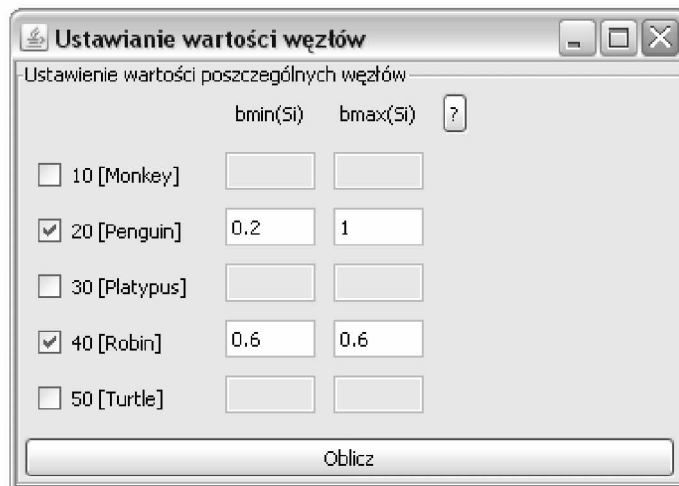 Ustawianie wartości węzłów
Ustawienie wartości poszczególnych węzłów
bmin(Si) bmax(Si) ?
10 [Monkey]
20 [Penguin] 0.2 1
30 [Platypus]
40 [Robin] 0.6 0.6
50 [Turtle]
Oblicz